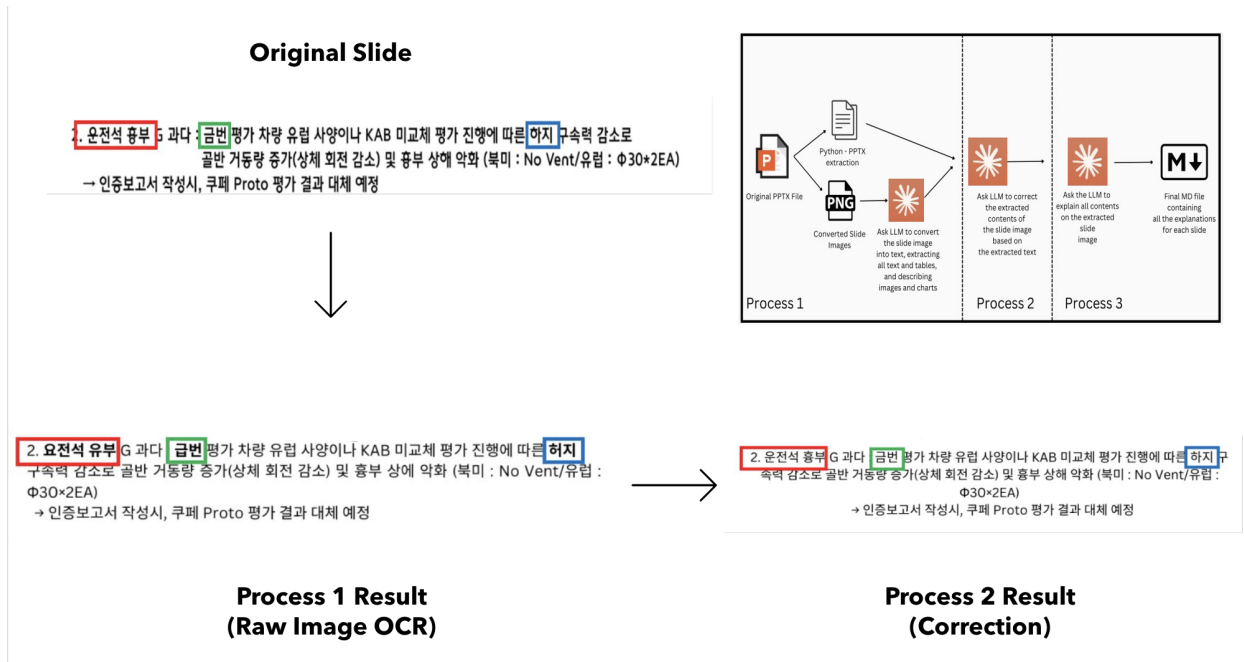 Original Slide
2. 운전석 흉부 G 과다 : 금번 평가 차량 유럽 사양이나 KAB 미교체 평가 진행에 따른 하지 구속력 감소로
골반 거동량 증가(상체 회전 감소) 및 흉부 상해 악화 (북미 : No Vent/유럽 : Φ30*2EA)
→ 인증보고서 작성시, 쿠페 Proto 평가 결과 대체 예정
P
Original PPTX File
Python - PPTX
extraction
PNG
Converted Slide
Images
Ask LLM to convert
the slide image
into text, extracting
all text and tables,
and describing
images and charts
Process 1
Ask LLM to correct
the extracted
contents of
the slide image
based on
the extracted text
Process 2
Ask the LLM to
explain all contents
on the extracted
slide
image
Process 3
M
Final MD file
containing
all the explanations
for each slide
2. 요전석 유부 G 과다 급번 평가 차량 유럽 사양이나 KAB 미교체 평가 진행에 따른 허지
구속력 감소로 골반 거동량 증가(상체 회전 감소) 및 흉부 상에 악화 (북미 : No Vent/유럽 :
Φ30×2EA)
→ 인증보고서 작성시, 쿠페 Proto 평가 결과 대체 예정
Process 1 Result
(Raw Image OCR)
2. 운전석 흉부 G 과다 금번 평가 차량 유럽 사양이나 KAB 미교체 평가 진행에 따른 하지 구
속력 감소로 골반 거동량 증가(상체 회전 감소) 및 흉부 상해 악화 (북미 : No Vent/유럽 :
Φ30×2EA)
→ 인증보고서 작성시, 쿠페 Proto 평가 결과 대체 예정
Process 2 Result
(Correction)